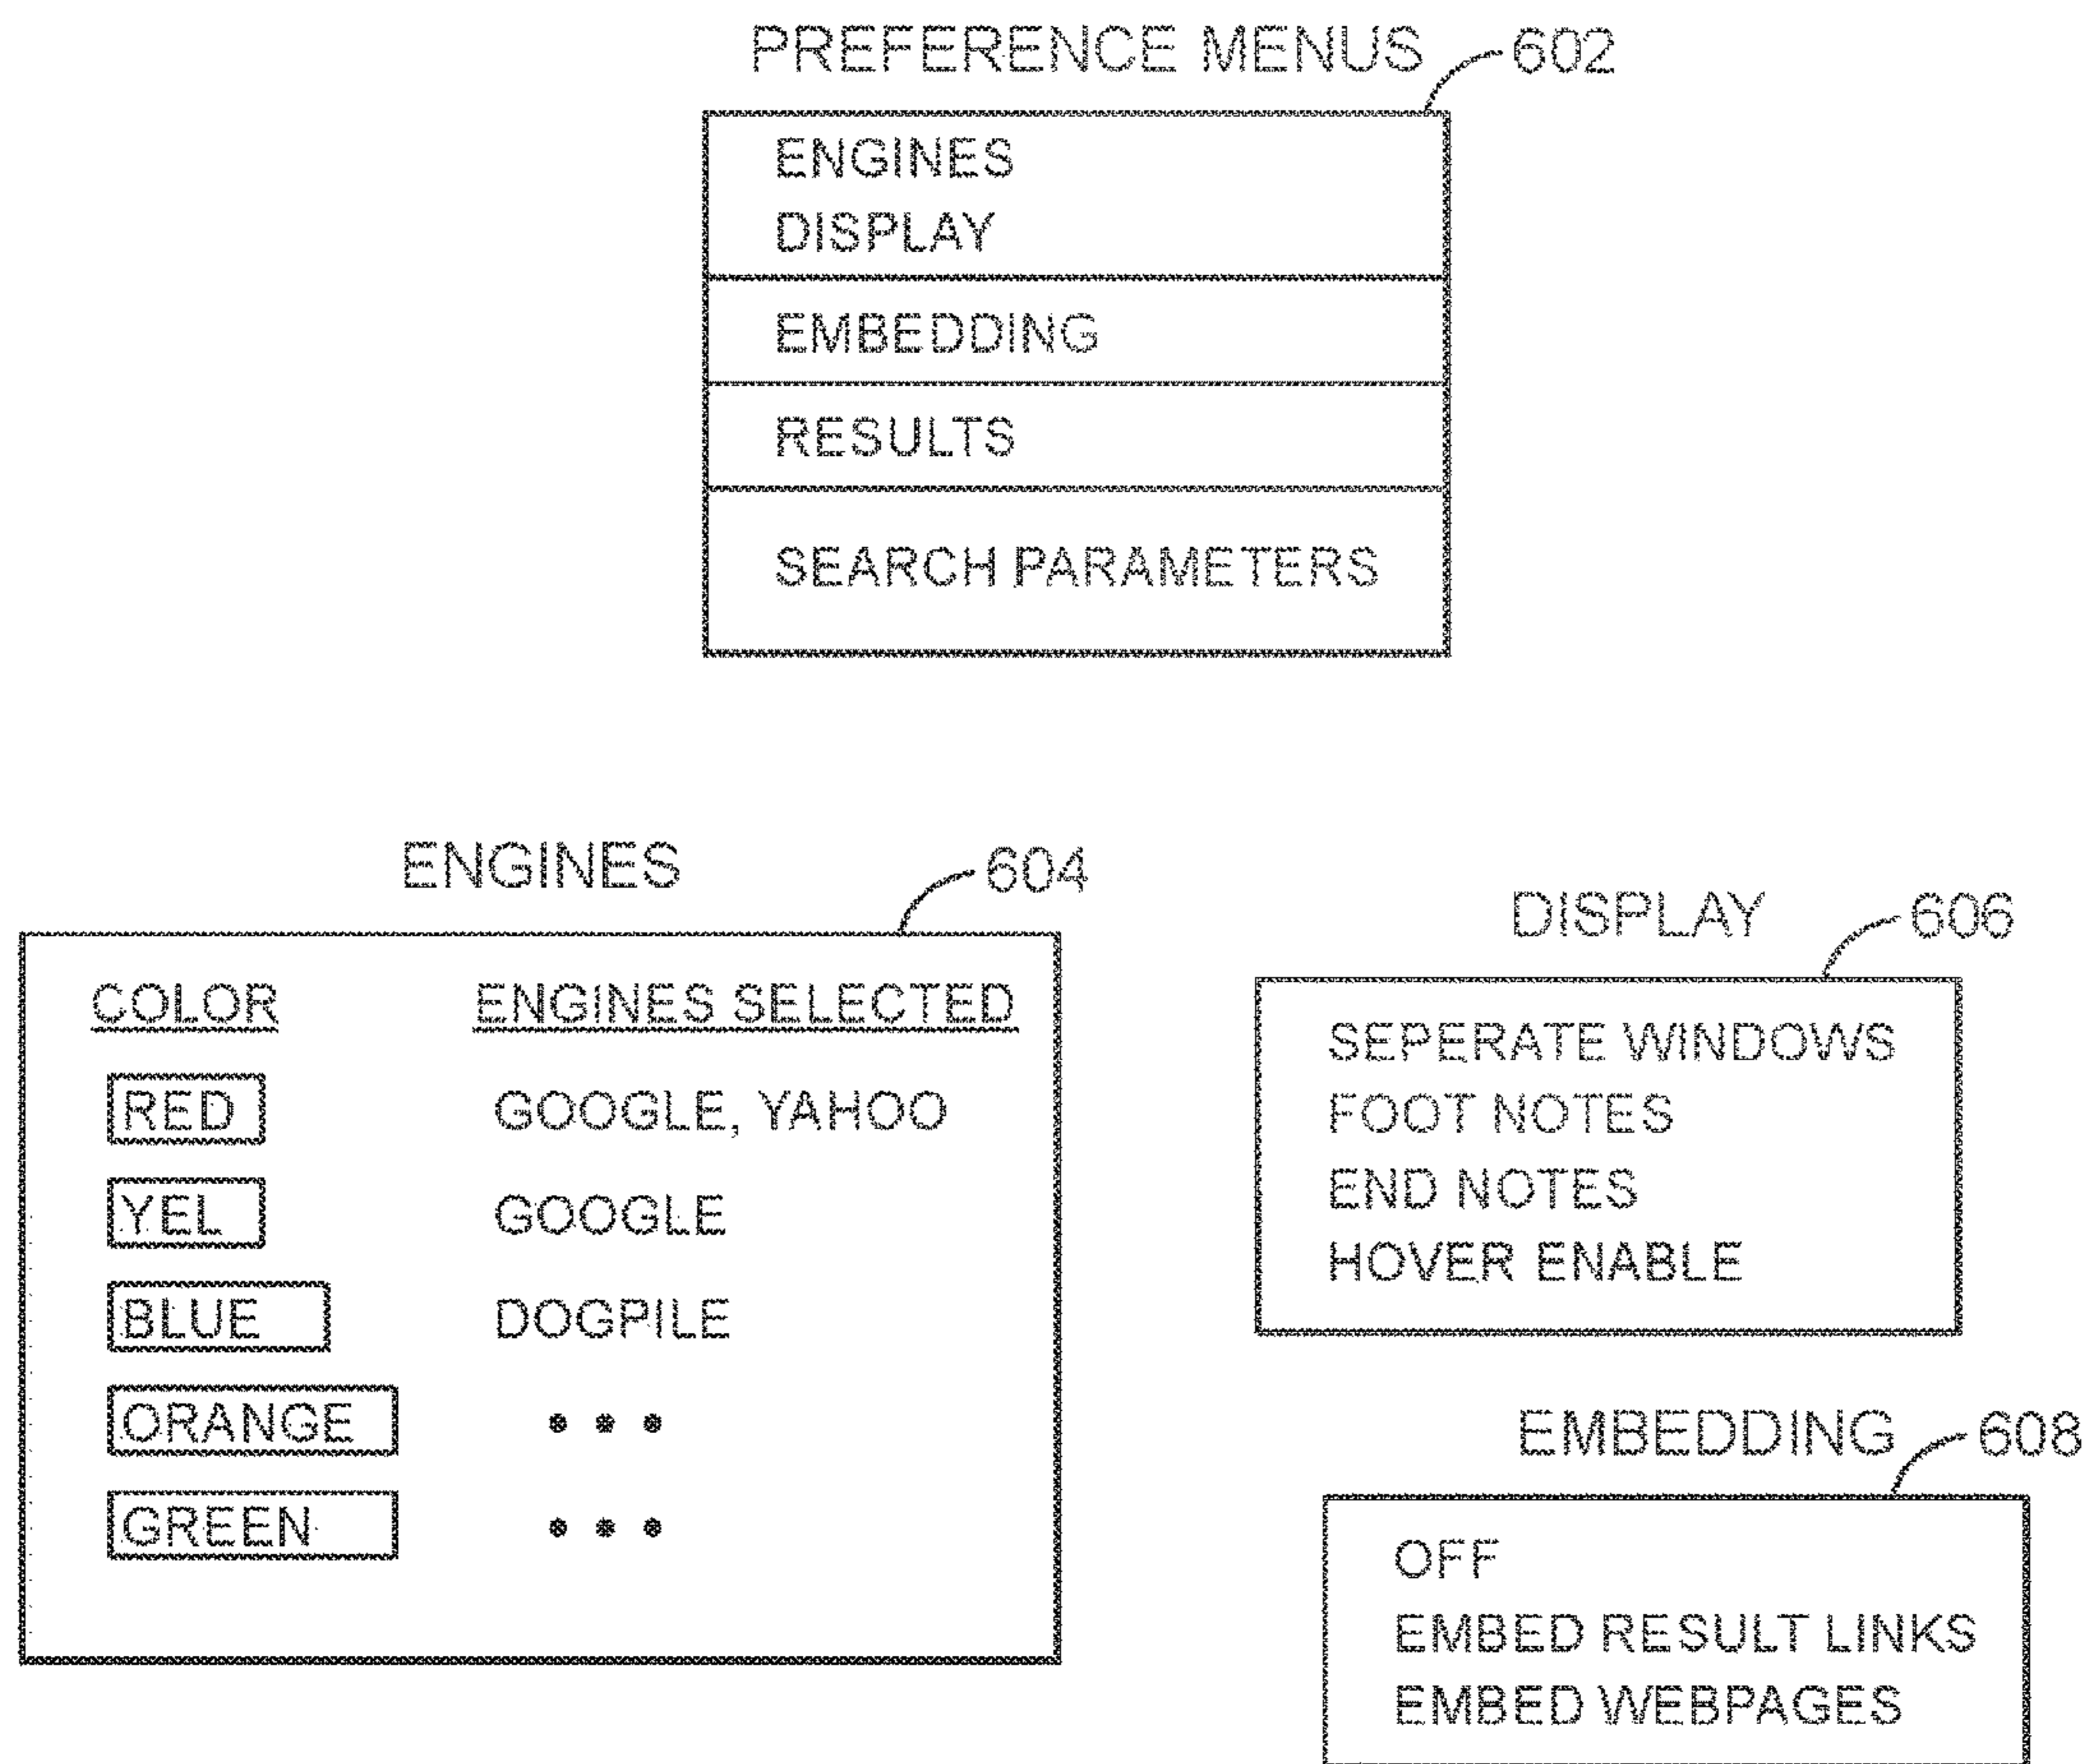 PREFERENCE MENUS 602
ENGINES
DISPLAY
EMBEDDING
RESULTS
SEARCH PARAMETERS
ENGINES 604
COLOR ENGINES SELECTED
RED GOOGLE, YAHOO
YEL GOOGLE
BLUE DOGPILE
ORANGE • • •
GREEN • • •
DISPLAY 606
SEPERATE WINDOWS
FOOT NOTES
END NOTES
HOVER ENABLE
EMBEDDING 608
OFF
EMBED RESULT LINKS
EMBED WEBPAGES